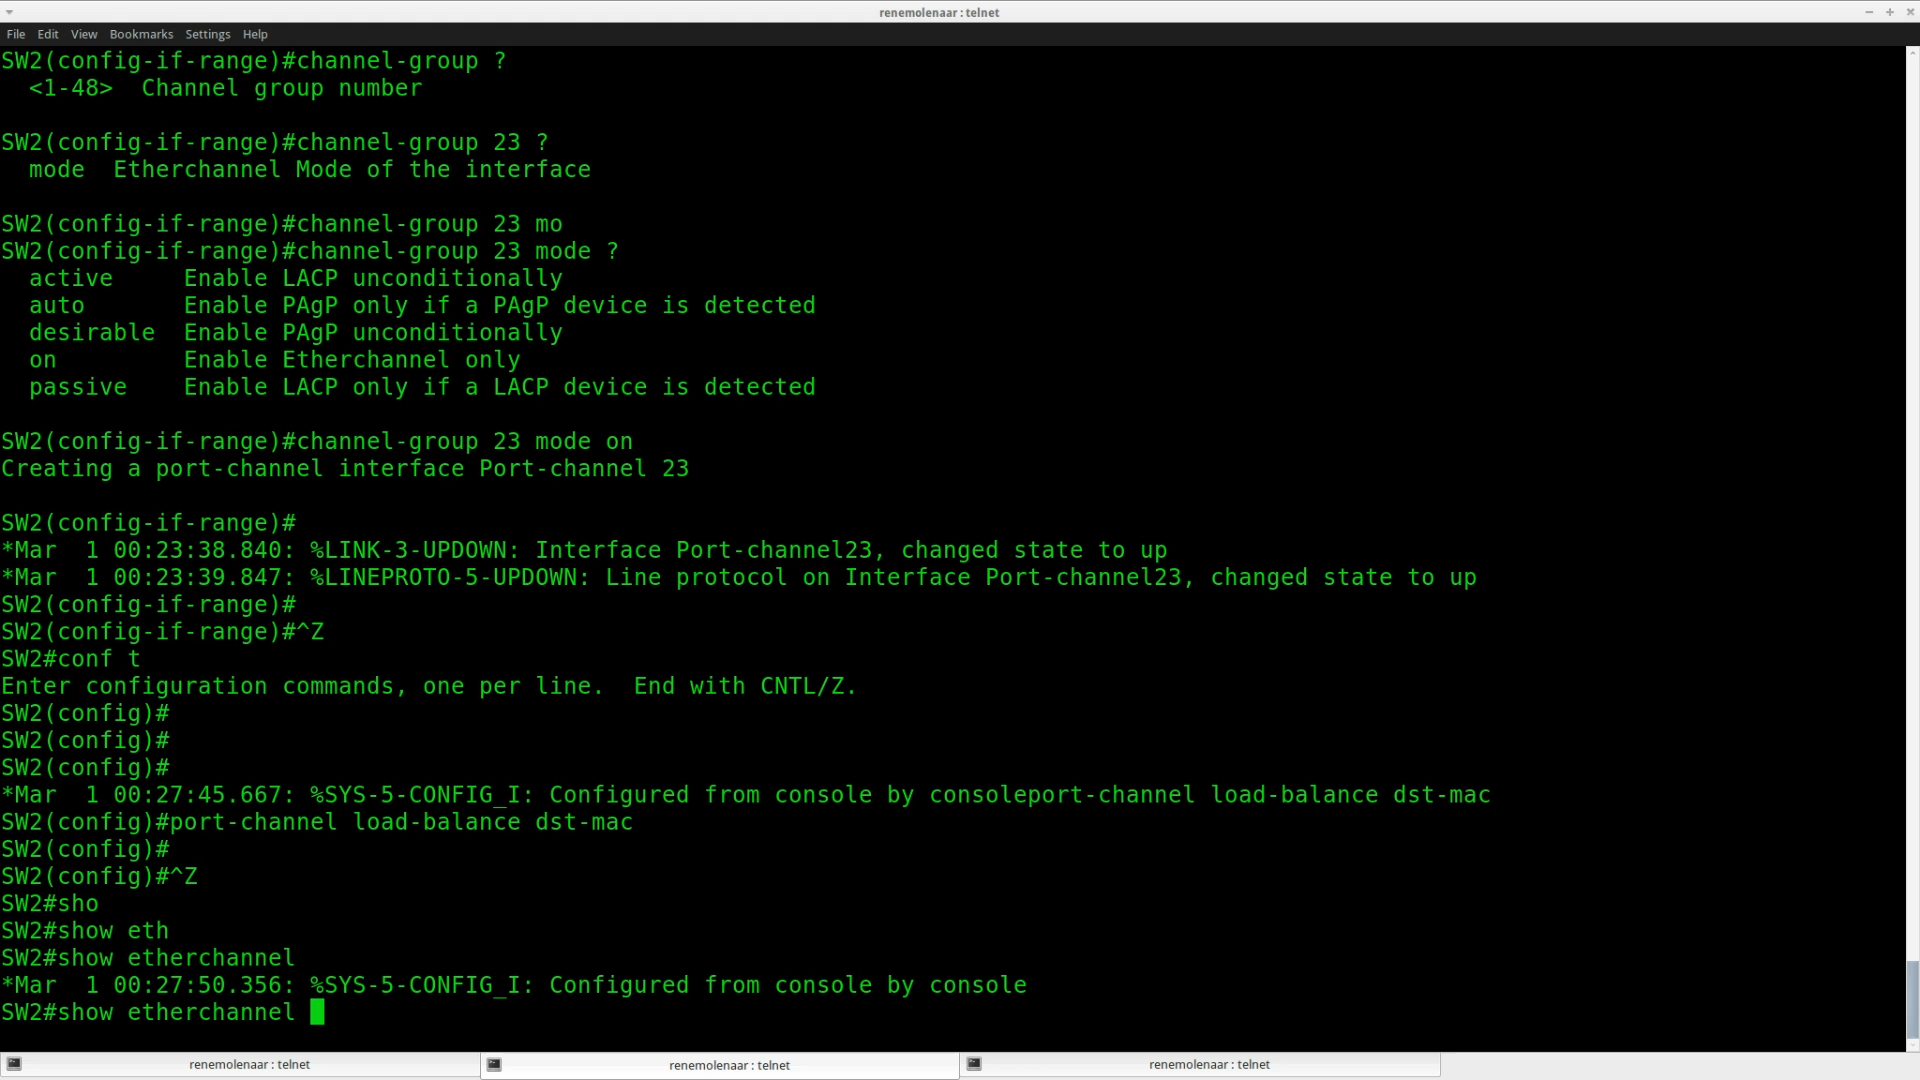 renemolenaar : telnet
File Edit View Bookmarks Settings Help
SW2(config-if-range)#channel-group ?
  <1-48>  Channel group number

SW2(config-if-range)#channel-group 23 ?
  mode  Etherchannel Mode of the interface

SW2(config-if-range)#channel-group 23 mo
SW2(config-if-range)#channel-group 23 mode ?
  active     Enable LACP unconditionally
  auto       Enable PAgP only if a PAgP device is detected
  desirable  Enable PAgP unconditionally
  on         Enable Etherchannel only
  passive    Enable LACP only if a LACP device is detected

SW2(config-if-range)#channel-group 23 mode on
Creating a port-channel interface Port-channel 23

SW2(config-if-range)#
*Mar  1 00:23:38.840: %LINK-3-UPDOWN: Interface Port-channel23, changed state to up
*Mar  1 00:23:39.847: %LINEPROTO-5-UPDOWN: Line protocol on Interface Port-channel23, changed state to up
SW2(config-if-range)#
SW2(config-if-range)#^Z
SW2#conf t
Enter configuration commands, one per line.  End with CNTL/Z.
SW2(config)#
SW2(config)#
SW2(config)#
*Mar  1 00:27:45.667: %SYS-5-CONFIG_I: Configured from console by consoleport-channel load-balance dst-mac
SW2(config)#port-channel load-balance dst-mac
SW2(config)#
SW2(config)#^Z
SW2#sho
SW2#show eth
SW2#show etherchannel
*Mar  1 00:27:50.356: %SYS-5-CONFIG_I: Configured from console by console
SW2#show etherchannel
renemolenaar : telnet
renemolenaar : telnet
renemolenaar : telnet